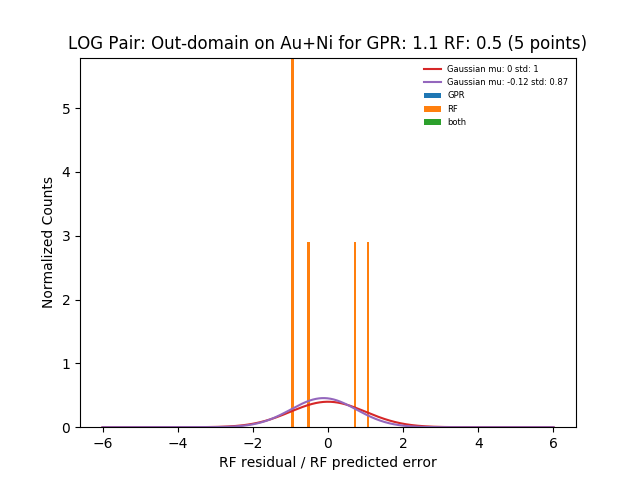 LOG Pair: Out-domain on Au+Ni for GPR: 1.1 RF: 0.5 (5 points)
Gaussian mu: 0 std: 1
Gaussian mu: -0.12 std: 0.87
GPR
RF
both
Normalized Counts
5
4
3
2
1
0
−6
−4
−2
0
2
4
6
RF residual / RF predicted error